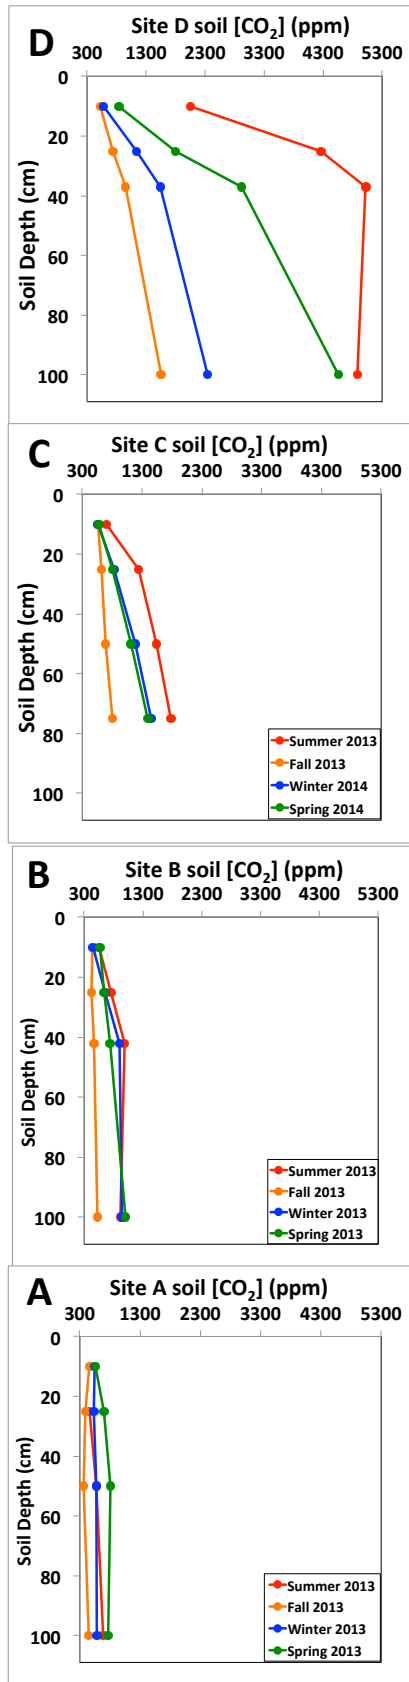 D
Site D soil [CO₂] (ppm)
300 1300 2300 3300 4300 5300
0
20
40
60
80
100
Soil Depth (cm)
C
Site C soil [CO₂] (ppm)
300 1300 2300 3300 4300 5300
0
20
40
60
80
100
Soil Depth (cm)
Summer 2013
Fall 2013
Winter 2014
Spring 2014
B
Site B soil [CO₂] (ppm)
300 1300 2300 3300 4300 5300
0
20
40
60
80
100
Soil Depth (cm)
Summer 2013
Fall 2013
Winter 2013
Spring 2013
A
Site A soil [CO₂] (ppm)
300 1300 2300 3300 4300 5300
0
20
40
60
80
100
Soil Depth (cm)
Summer 2013
Fall 2013
Winter 2013
Spring 2013